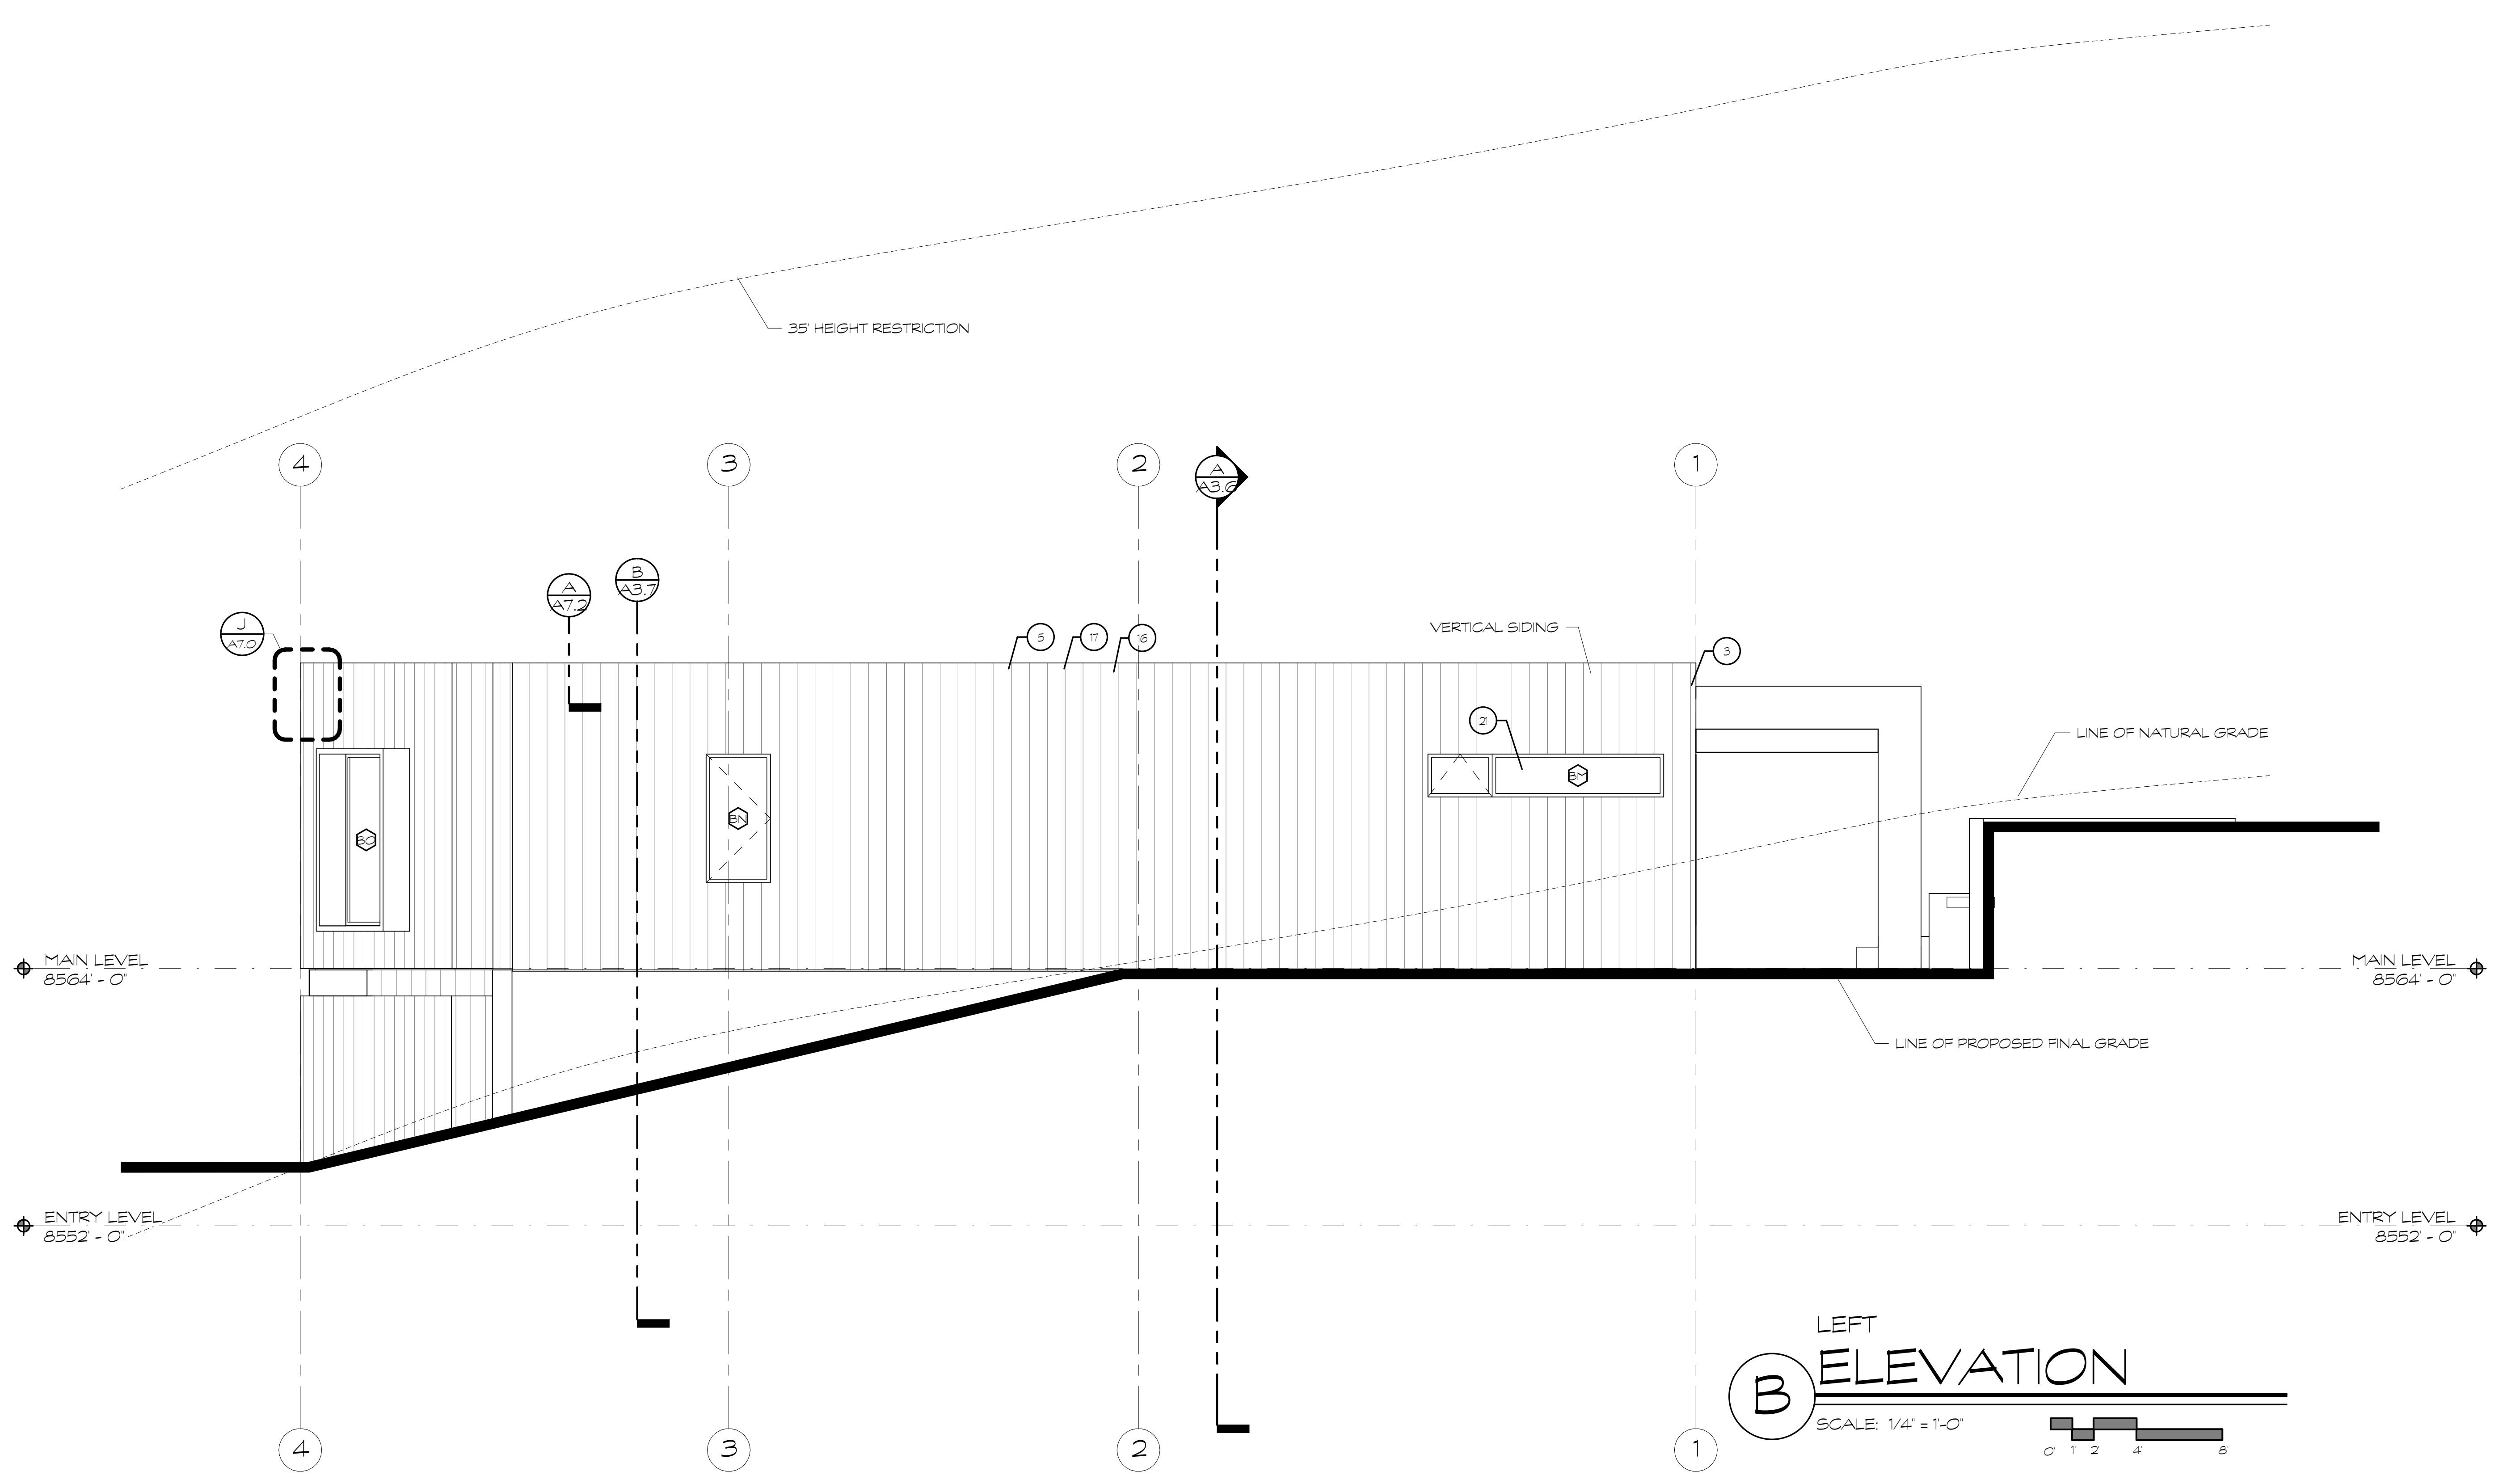 35' HEIGHT RESTRICTION
4
3
2
1
A
A3.6
B
A3.7
A
A7.2
J
A7.0
5
17
16
VERTICAL SIDING
3
21
BM
BN
BO
LINE OF NATURAL GRADE
MAIN LEVEL
8564' - 0"
MAIN LEVEL
8564' - 0"
LINE OF PROPOSED FINAL GRADE
ENTRY LEVEL
8552' - 0"
ENTRY LEVEL
8552' - 0"
LEFT
B
ELEVATION
SCALE: 1/4" = 1'-0"
0' 1' 2' 4' 8'
4
3
2
1